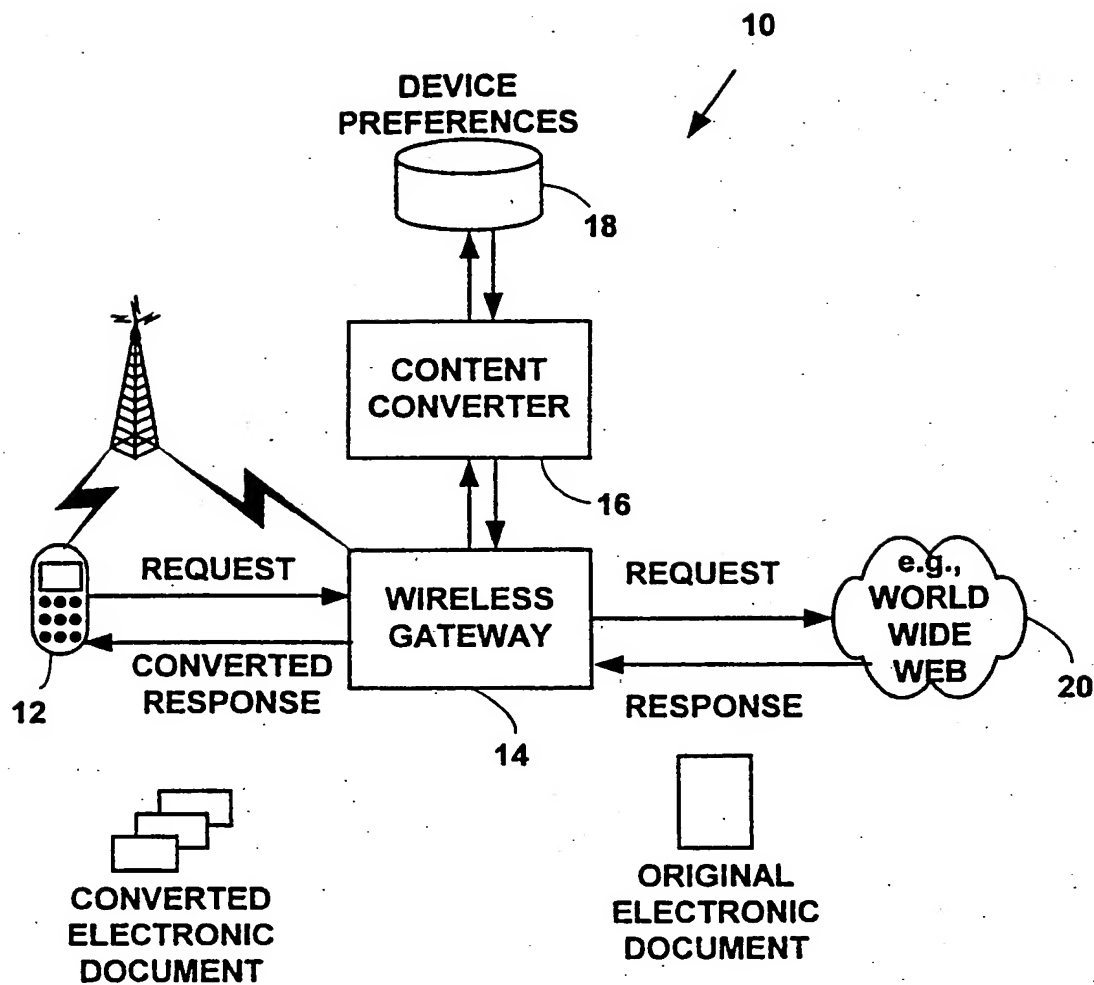 10
DEVICE
PREFERENCES
18
CONTENT
CONVERTER
16
REQUEST
WIRELESS
GATEWAY
REQUEST
e.g.,
WORLD
WIDE
WEB
CONVERTED
RESPONSE
RESPONSE
12
14
20
CONVERTED
ELECTRONIC
DOCUMENT
ORIGINAL
ELECTRONIC
DOCUMENT